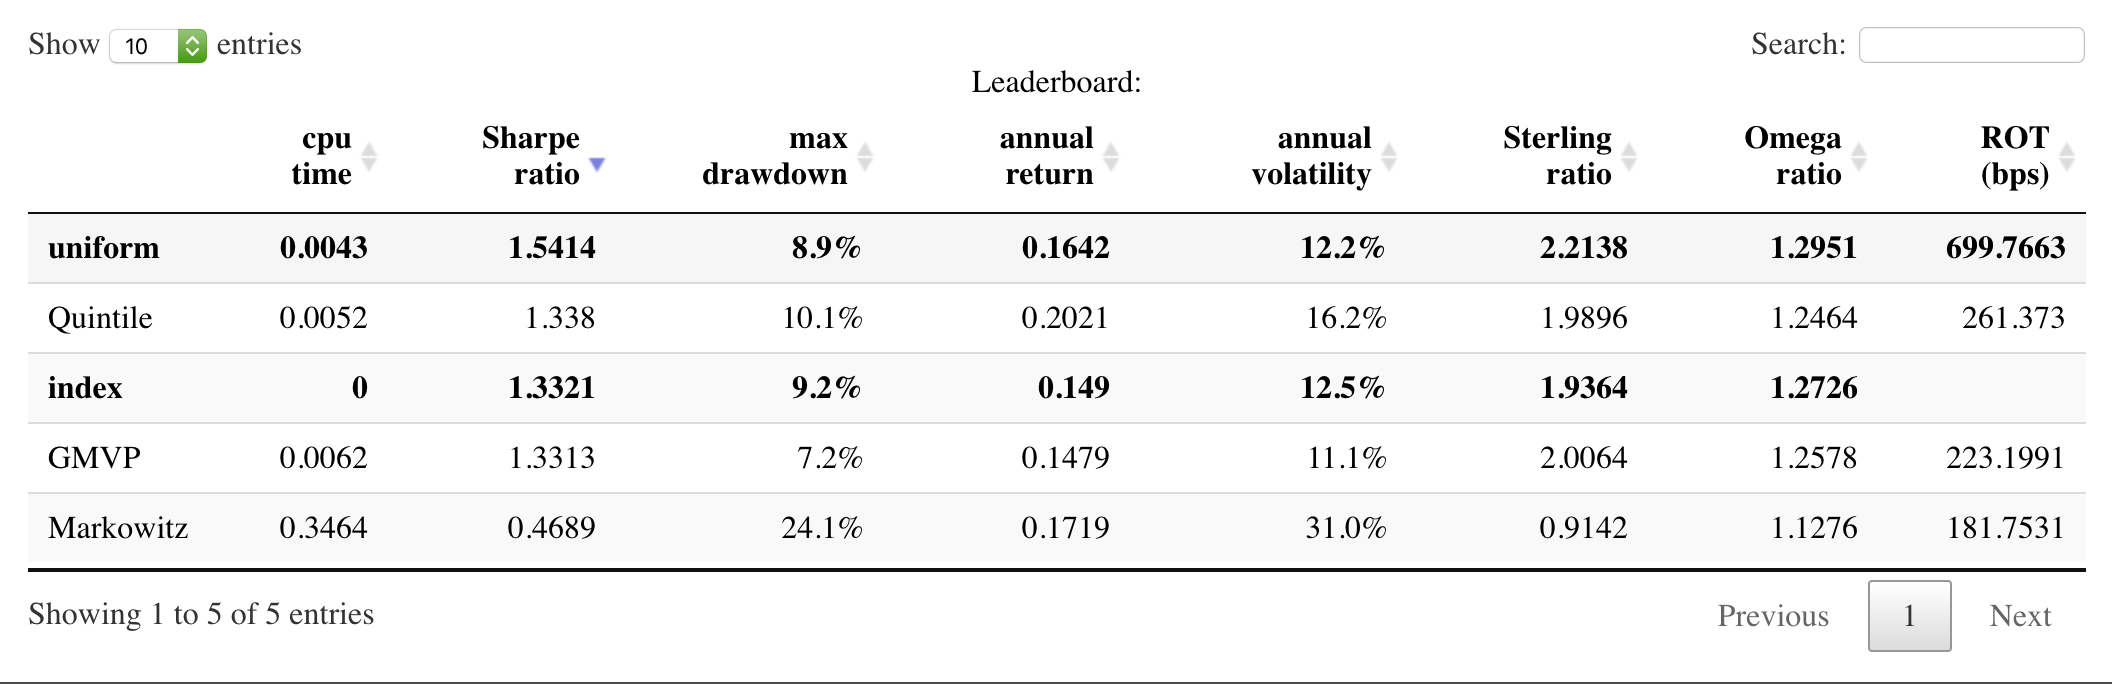 Show 10 entries Search:
Leaderboard:
cpu time Sharpe ratio max drawdown annual return annual volatility Sterling ratio Omega ratio ROT (bps)
uniform 0.0043 1.5414 8.9% 0.1642 12.2% 2.2138 1.2951 699.7663
Quintile 0.0052 1.338 10.1% 0.2021 16.2% 1.9896 1.2464 261.373
index 0 1.3321 9.2% 0.149 12.5% 1.9364 1.2726
GMVP 0.0062 1.3313 7.2% 0.1479 11.1% 2.0064 1.2578 223.1991
Markowitz 0.3464 0.4689 24.1% 0.1719 31.0% 0.9142 1.1276 181.7531
Showing 1 to 5 of 5 entries Previous 1 Next